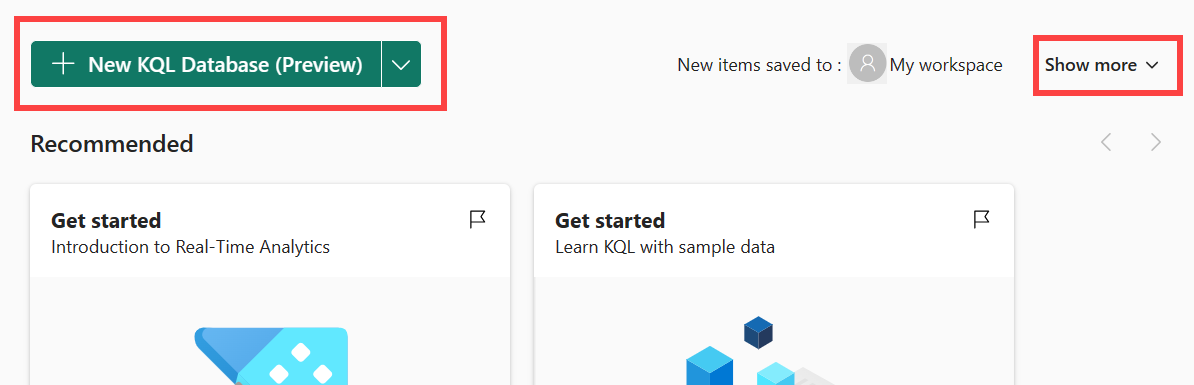 New KQL Database (Preview)
New items saved to : My workspace
Show more
Recommended
Get started
Introduction to Real-Time Analytics
Get started
Learn KQL with sample data